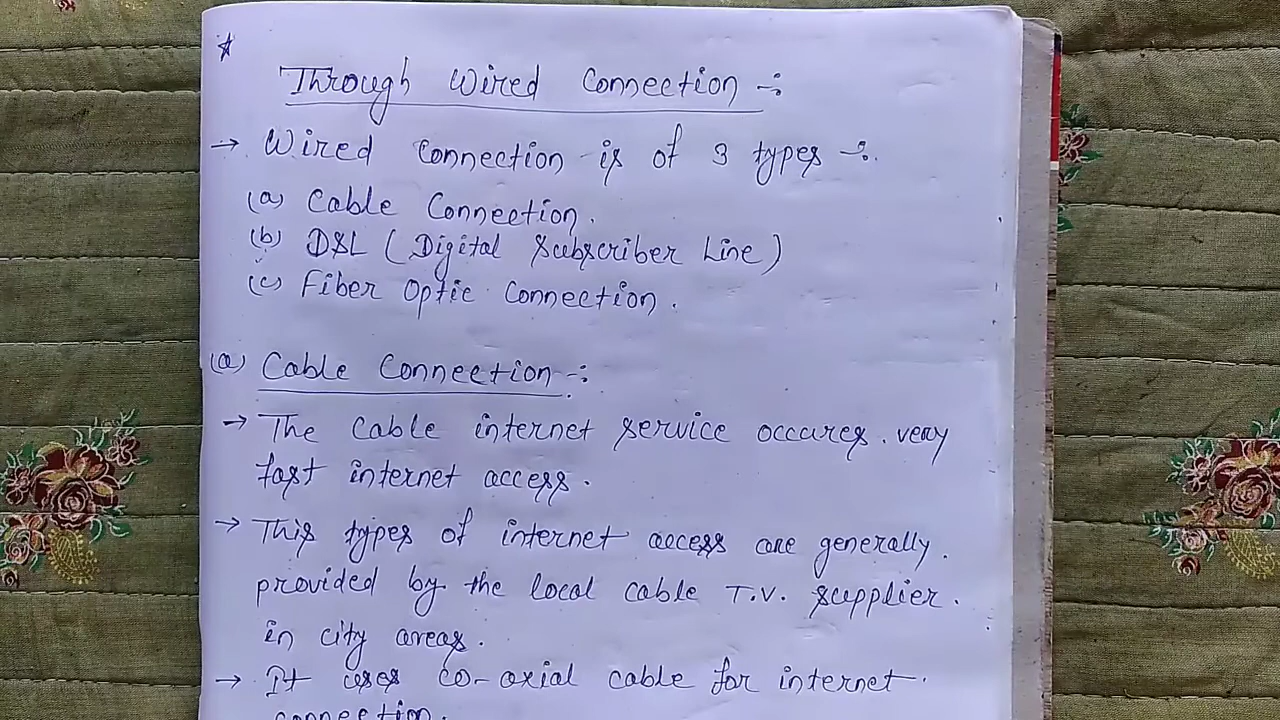 ☆
Through Wired Connection :-
→ Wired Connection is of 3 types :-
(a) Cable Connection.
(b) DSL (Digital Subscriber Line)
(c) Fiber Optic Connection.
(a) Cable Connection :-
→ The Cable internet service occures very
fast internet access.
→ This types of internet access are generally
provided by the local cable T.V. supplier.
in city areas.
→ It uses co-axial cable for internet
connection.